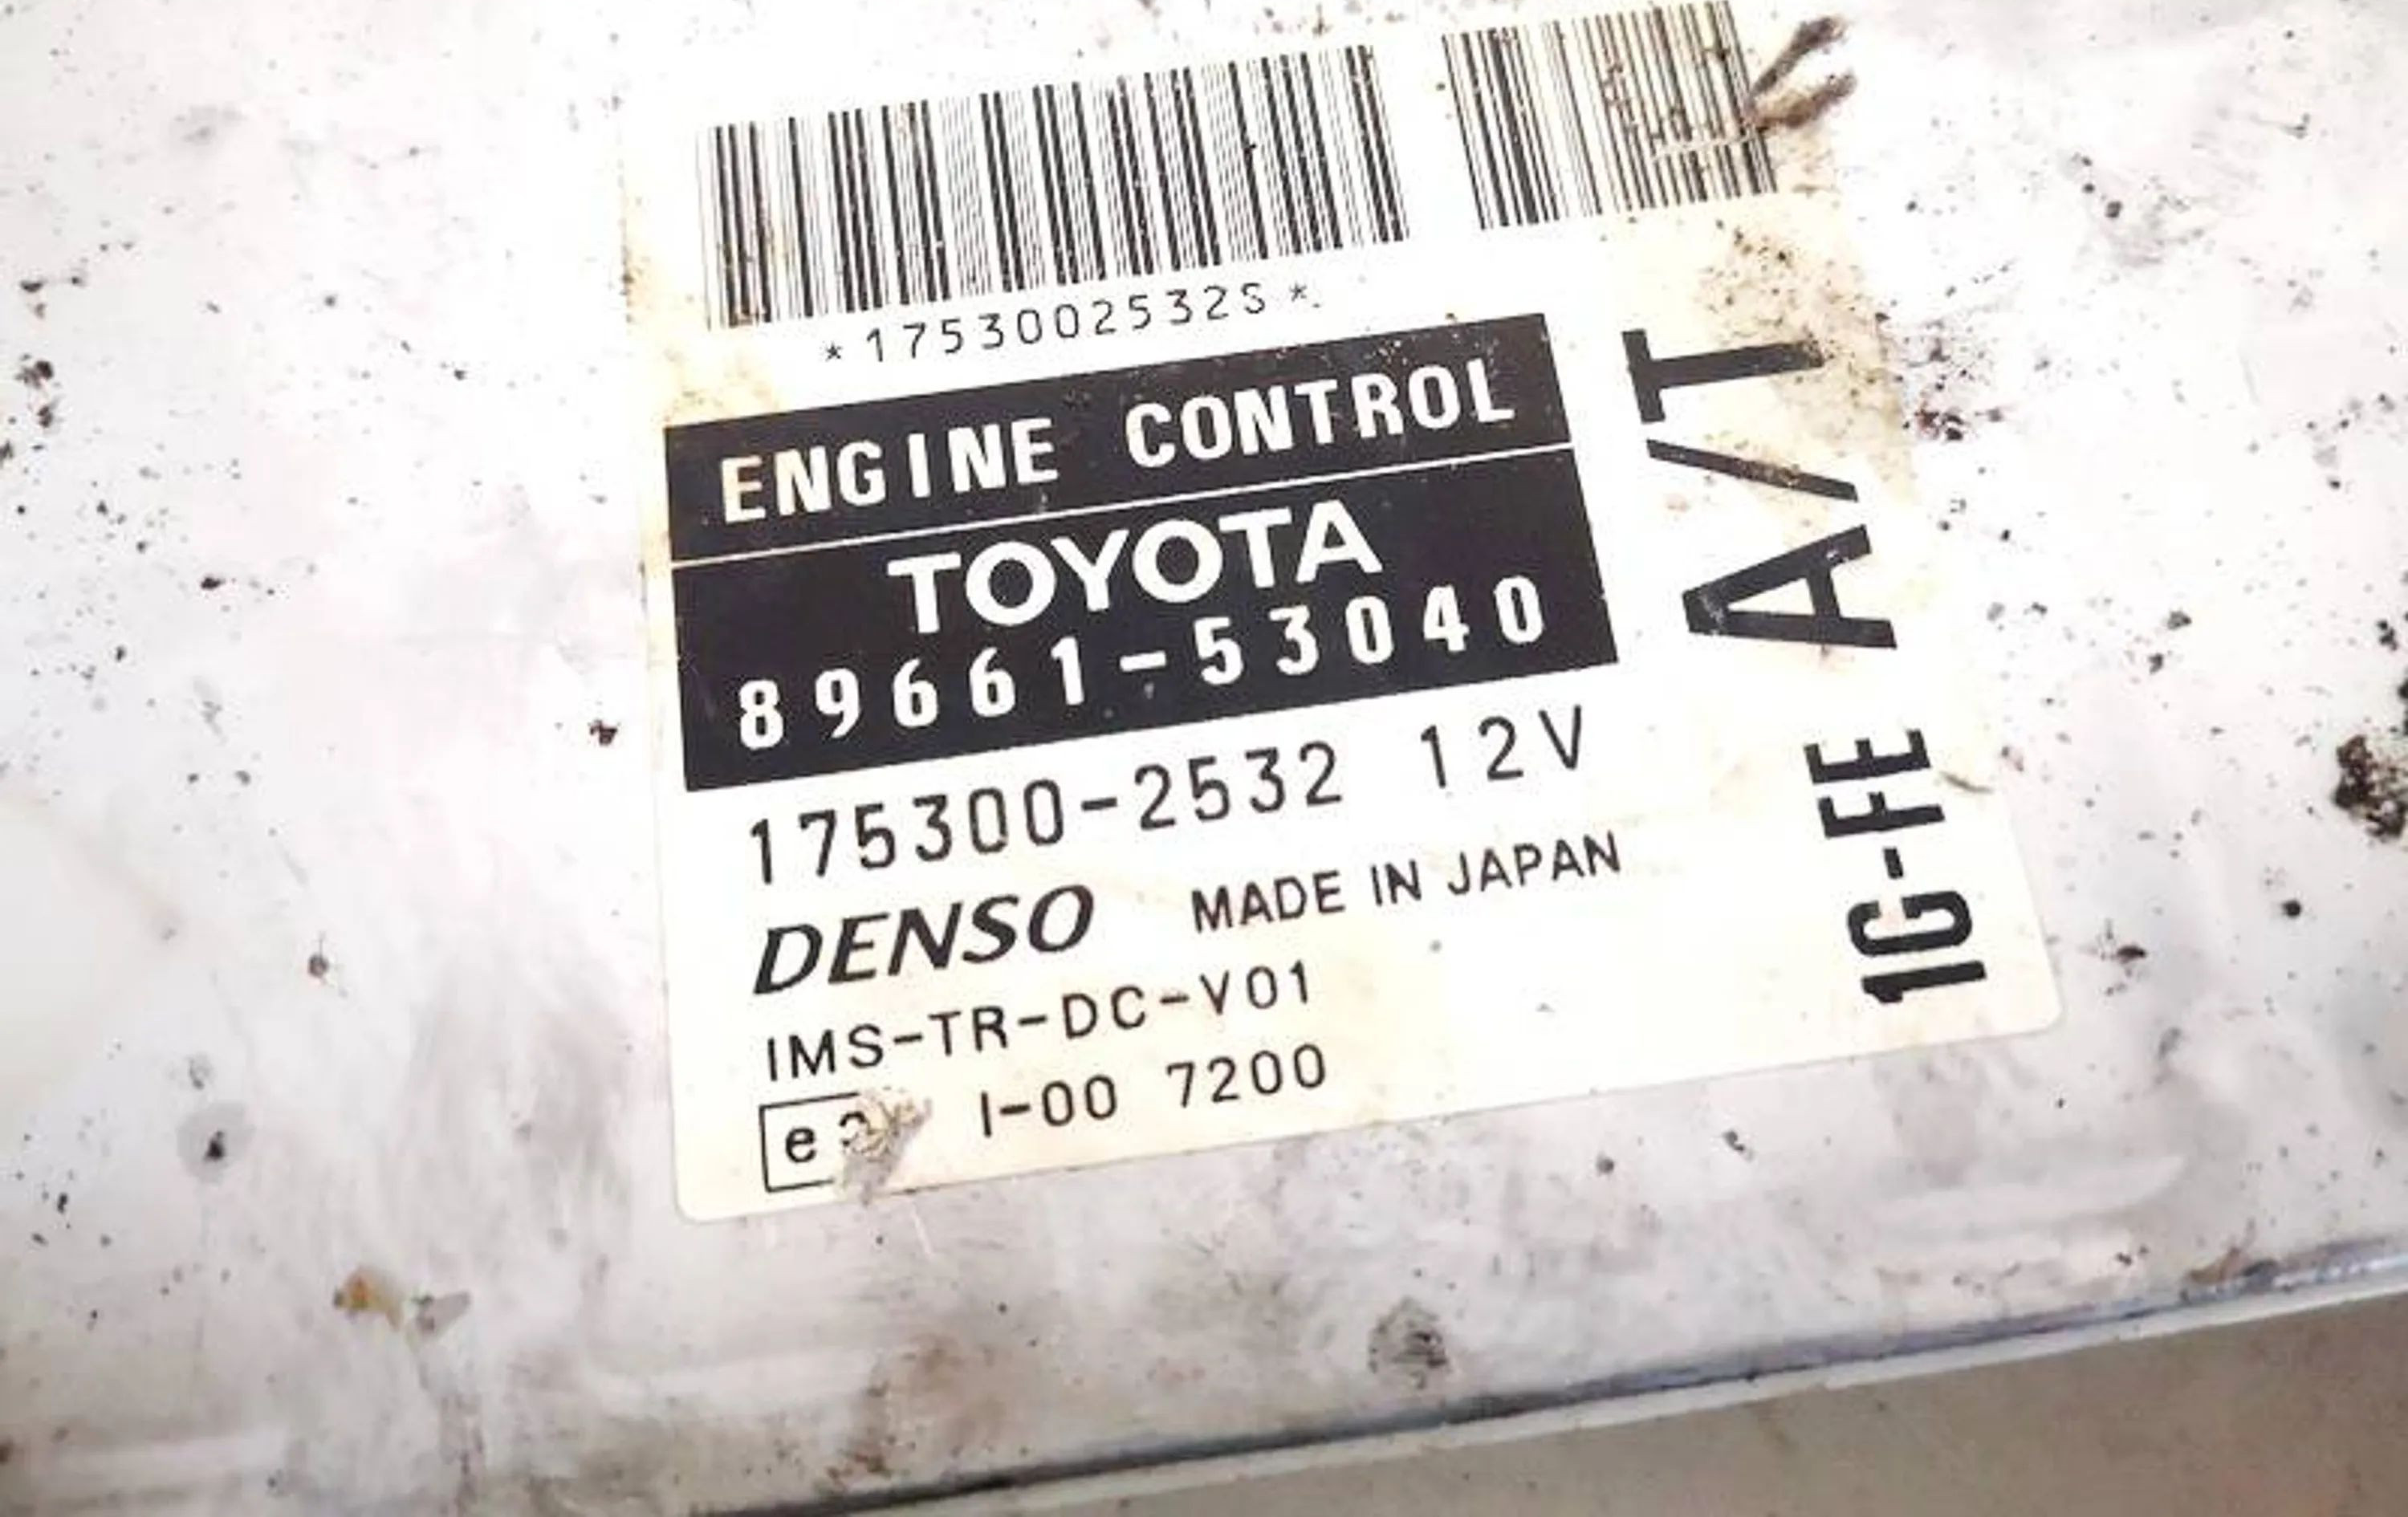 *1753002532S*
ENGINE CONTROL
TOYOTA
89661-53040
175300-2532 12V
DENSO MADE IN JAPAN
IMS-TR-DC-V01
e I-00 7200
A/T
1G-FE